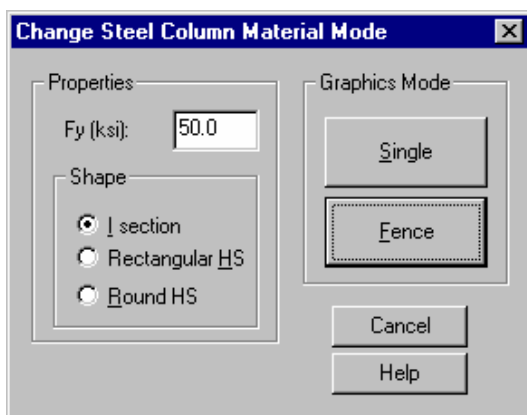 Change Steel Column Material Mode
Properties
Fy (ksi):
50.0
Shape
I section
Rectangular HS
Round HS
Graphics Mode
Single
Fence
Cancel
Help